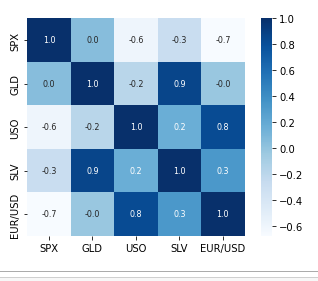 SPX 1.0 0.0 -0.6 -0.3 -0.7
GLD 0.0 1.0 -0.2 0.9 -0.0
USO -0.6 -0.2 1.0 0.2 0.8
SLV -0.3 0.9 0.2 1.0 0.3
EUR/USD -0.7 -0.0 0.8 0.3 1.0
SPX GLD USO SLV EUR/USD
1.0
0.8
0.6
0.4
0.2
0.0
−0.2
−0.4
−0.6